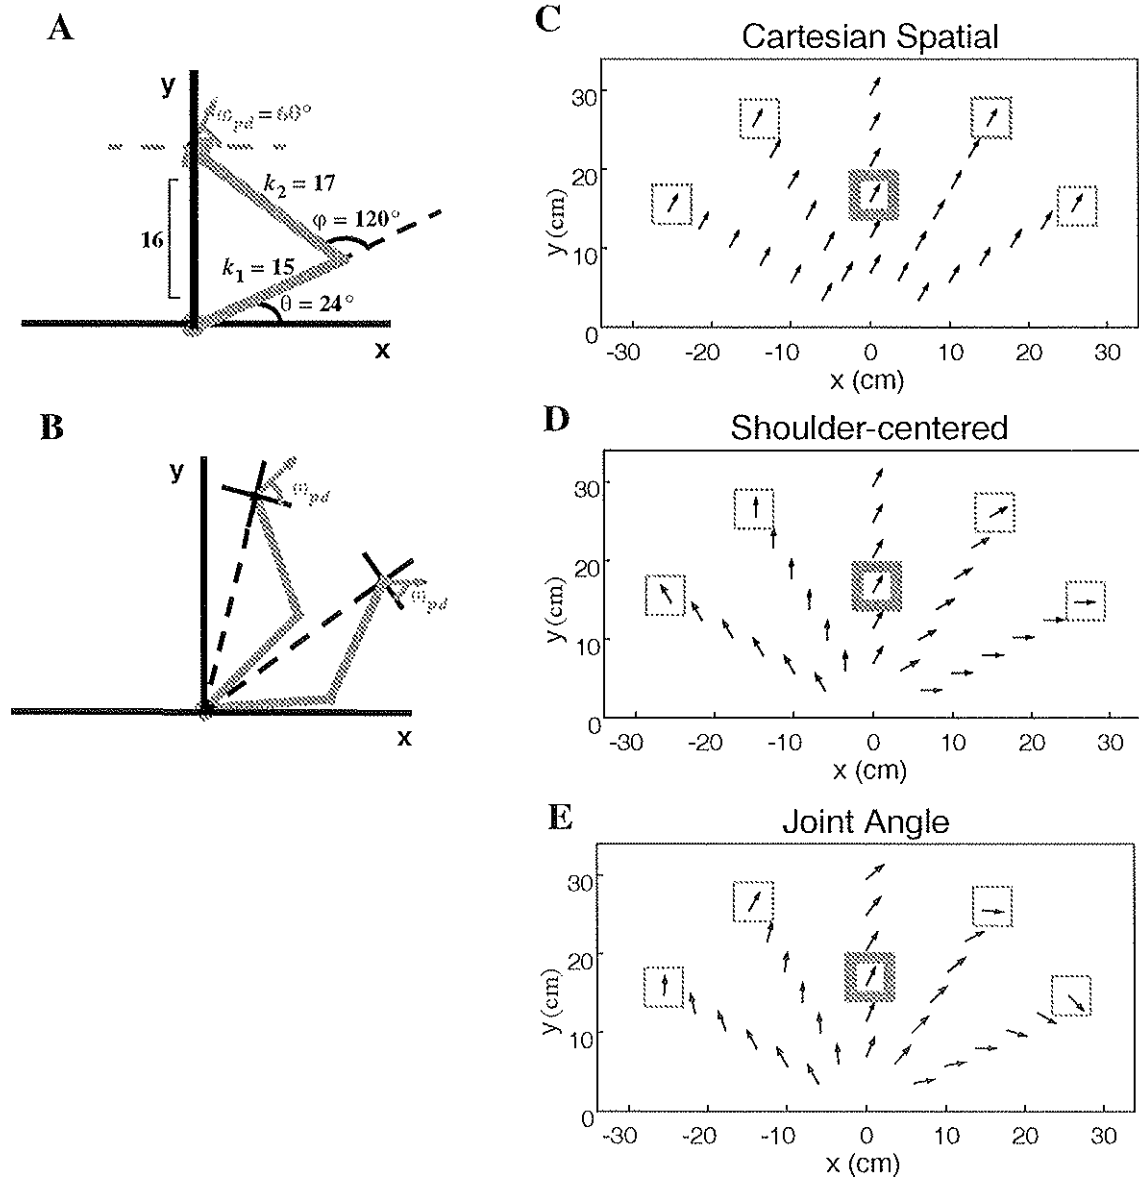 A
y
ω_pd = 60°
k₂ = 17
φ = 120°
16
k₁ = 15
θ = 24°
x
B
y
ω_pd
ω_pd
x
C
Cartesian Spatial
y (cm)
30
20
10
0
-30 -20 -10 0 10 20 30
x (cm)
D
Shoulder-centered
y (cm)
30
20
10
0
-30 -20 -10 0 10 20 30
x (cm)
E
Joint Angle
y (cm)
30
20
10
0
-30 -20 -10 0 10 20 30
x (cm)